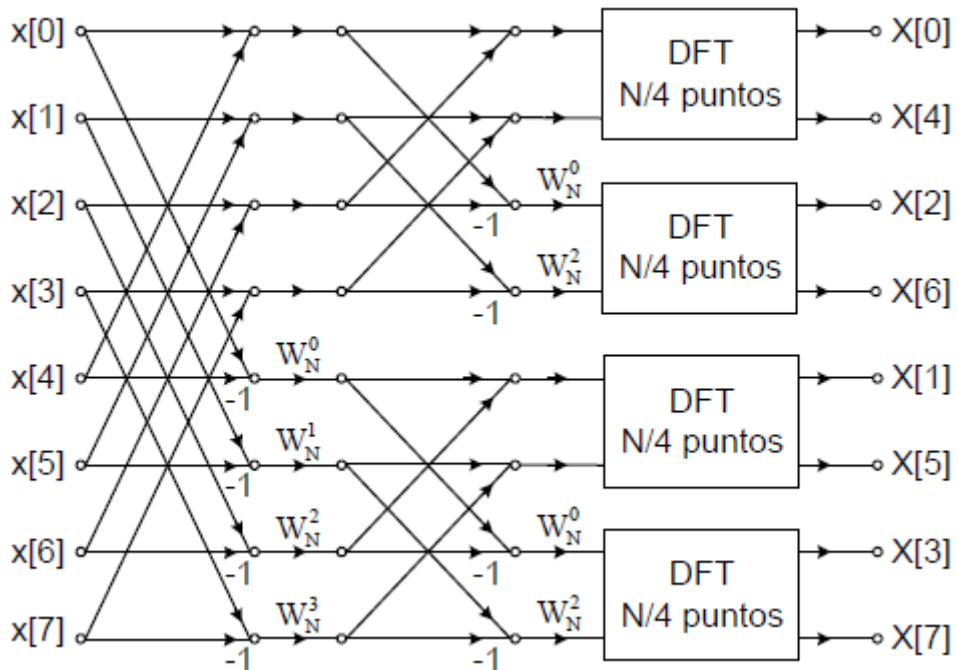 x[0]
X[0]
DFT
N/4 puntos
x[1]
X[4]
x[2]
W_N^0
-1
X[2]
DFT
N/4 puntos
x[3]
W_N^2
-1
X[6]
x[4]
-1
W_N^0
X[1]
DFT
N/4 puntos
x[5]
-1
W_N^1
X[5]
x[6]
-1
W_N^2
-1
W_N^0
X[3]
DFT
N/4 puntos
x[7]
-1
W_N^3
-1
W_N^2
X[7]